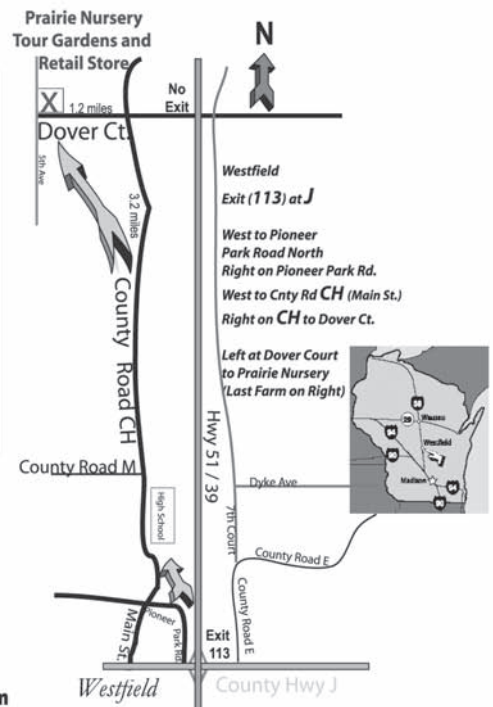 Prairie Nursery
Tour Gardens and
Retail Store
N
No
Exit
X
1.2 miles
Dover Ct.
5th Ave
3.2 miles
Westfield
Exit (113) at J
West to Pioneer
Park Road North
Right on Pioneer Park Rd.
West to Cnty Rd CH (Main St.)
Right on CH to Dover Ct.
Left at Dover Court
to Prairie Nursery
(Last Farm on Right)
County Road CH
Hwy 51 / 39
29
Wausau
Westfield
Madison
County Road M
High School
Dyke Ave
7th Court
County Road E
County Road E
Pioneer
Park Rd.
Main St.
Exit
113
Westfield
County Hwy J
m